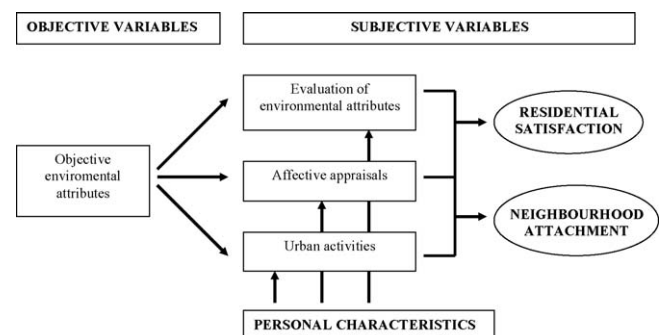 OBJECTIVE VARIABLES
SUBJECTIVE VARIABLES
Evaluation of
environmental attributes
RESIDENTIAL
SATISFACTION
Objective
enviromental
attributes
Affective appraisals
NEIGHBOURHOOD
ATTACHMENT
Urban activities
PERSONAL CHARACTERISTICS